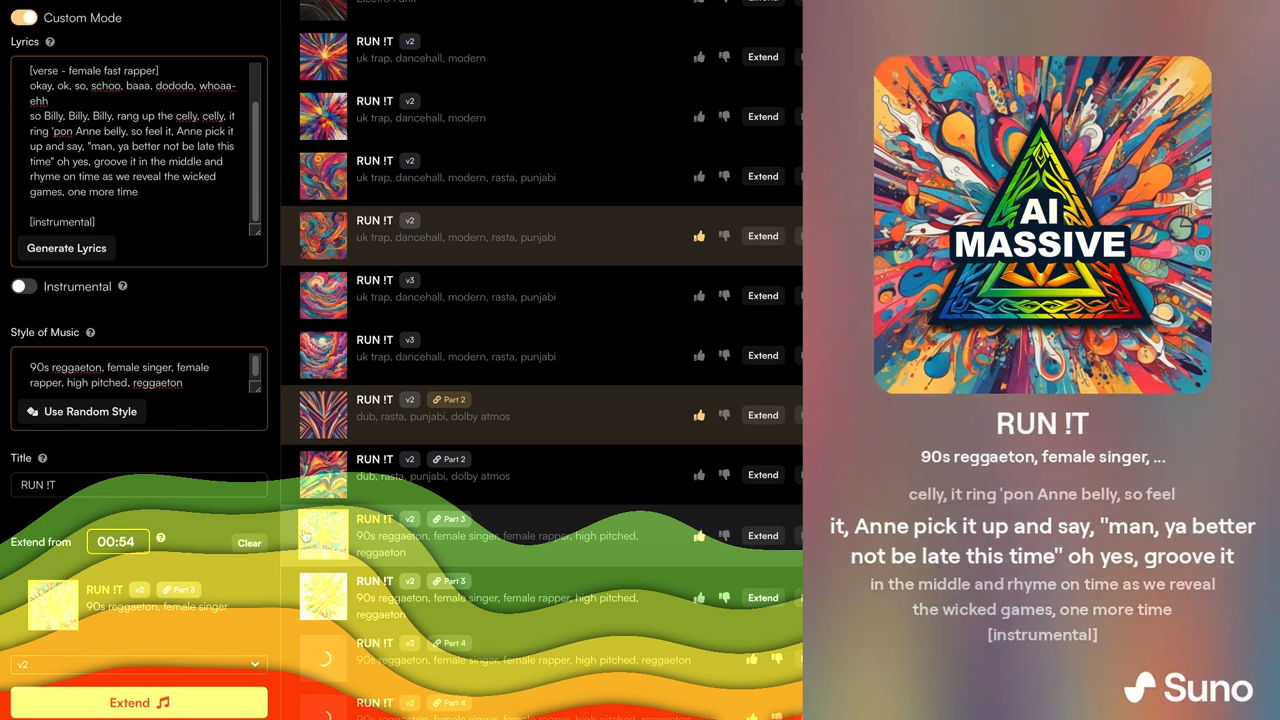 Custom Mode
Lyrics
[verse - female fast rapper]
okay, ok, so, schoo, baaa, dododo, whoaa-
ehh
so Billy, Billy, Billy, rang up the celly, celly, it
ring 'pon Anne belly, so feel it, Anne pick it
up and say, "man, ya better not be late this
time" oh yes, groove it in the middle and
rhyme on time as we reveal the wicked
games, one more time
[instrumental]
Generate Lyrics
Instrumental
Style of Music
90s reggaeton, female singer, female
rapper, high pitched, reggaeton
Use Random Style
Title
RUN !T
Extend from 00:54 Clear
RUN !T v2 Part 3
90s reggaeton, female singer
v2
Extend
Electro Funk
RUN !T v2
uk trap, dancehall, modern
Extend
RUN !T v2
uk trap, dancehall, modern
Extend
RUN !T v2
uk trap, dancehall, modern, rasta, punjabi
Extend
RUN !T v2
uk trap, dancehall, modern, rasta, punjabi
Extend
RUN !T v3
uk trap, dancehall, modern, rasta, punjabi
Extend
RUN !T v3
uk trap, dancehall, modern, rasta, punjabi
Extend
RUN !T v2 Part 2
dub, rasta, punjabi, dolby atmos
Extend
RUN !T v2 Part 2
dub, rasta, punjabi, dolby atmos
Extend
RUN !T v2 Part 3
90s reggaeton, female singer, female rapper, high pitched,
reggaeton
Extend
RUN !T v2 Part 3
90s reggaeton, female singer, female rapper, high pitched,
reggaeton
Extend
RUN !T v2 Part 4
90s reggaeton, female singer, female rapper, high pitched, reggaeton
RUN !T v2 Part 4
90s reggaeton, female singer, female rapper, high pitched, reggaeton
AI
MASSIVE
RUN !T
90s reggaeton, female singer, ...
celly, it ring 'pon Anne belly, so feel
it, Anne pick it up and say, "man, ya better
not be late this time" oh yes, groove it
in the middle and rhyme on time as we reveal
the wicked games, one more time
[instrumental]
Suno